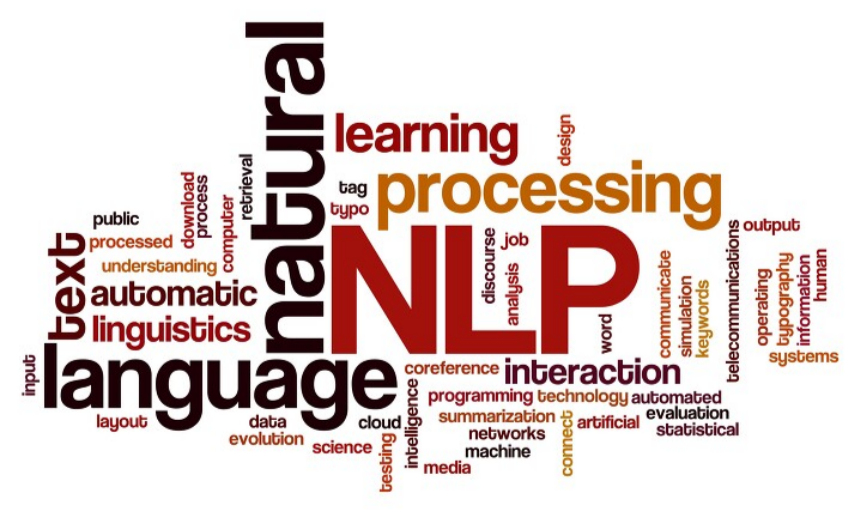 natural
learning
design
retrieval
tag
processing
download
process
typo
public
computer
text
processed
understanding
automatic
linguistics
NLP
discourse
job
analysis
word
communicate
simulation
keywords
telecommunications
output
operating
typography
information
human
systems
input
language
coreference
interaction
programming
technology
automated
layout
data
cloud
intelligence
summarization
evaluation
evolution
networks
connect
artificial
statistical
science
testing
machine
media